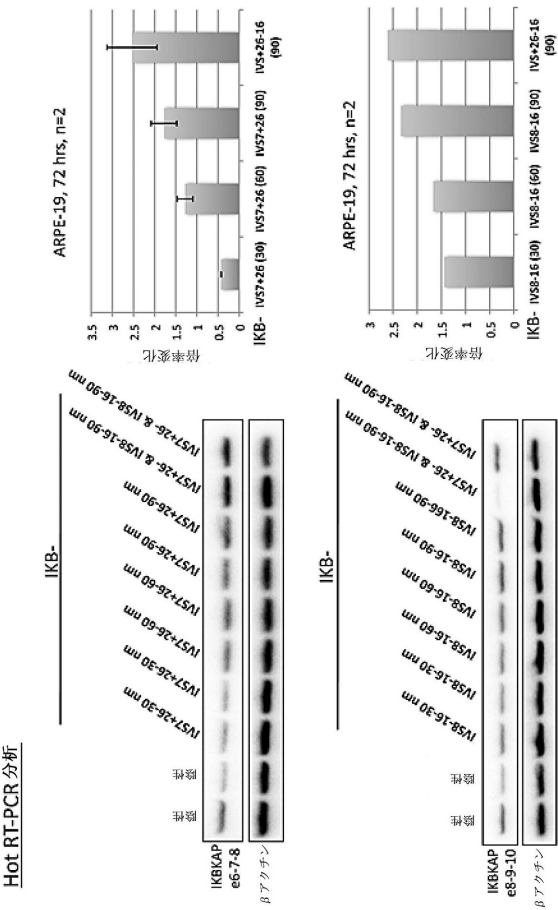 Hot RT-PCR 分析
IKB-
陰性
陰性
IVS7+26-30 nm
IVS7+26-30 nm
IVS7+26-60 nm
IVS7+26-60 nm
IVS7+26-90 nm
IVS7+26-90 nm
IVS7+26- & IVS8-16-90 nm
IVS7+26- & IVS8-16-90 nm
IKBKAP
e6-7-8
βアクチン
ARPE-19, 72 hrs, n=2
倍率変化
3.5
3
2.5
2
1.5
1
0.5
0
IKB-
IVS7+26 (30)
IVS7+26 (60)
IVS7+26 (90)
IVS+26-16
(90)
IKB-
陰性
陰性
IVS8-16-30 nm
IVS8-16-30 nm
IVS8-16-60 nm
IVS8-16-60 nm
IVS8-16-90 nm
IVS8-166-90 nm
IVS7+26- & IVS8-16-90 nm
IVS7+26- & IVS8-16-90 nm
IKBKAP
e8-9-10
βアクチン
ARPE-19, 72 hrs, n=2
倍率変化
3
2.5
2
1.5
1
0.5
0
IKB-
IVS8-16 (30)
IVS8-16 (60)
IVS8-16 (90)
IVS+26-16
(90)